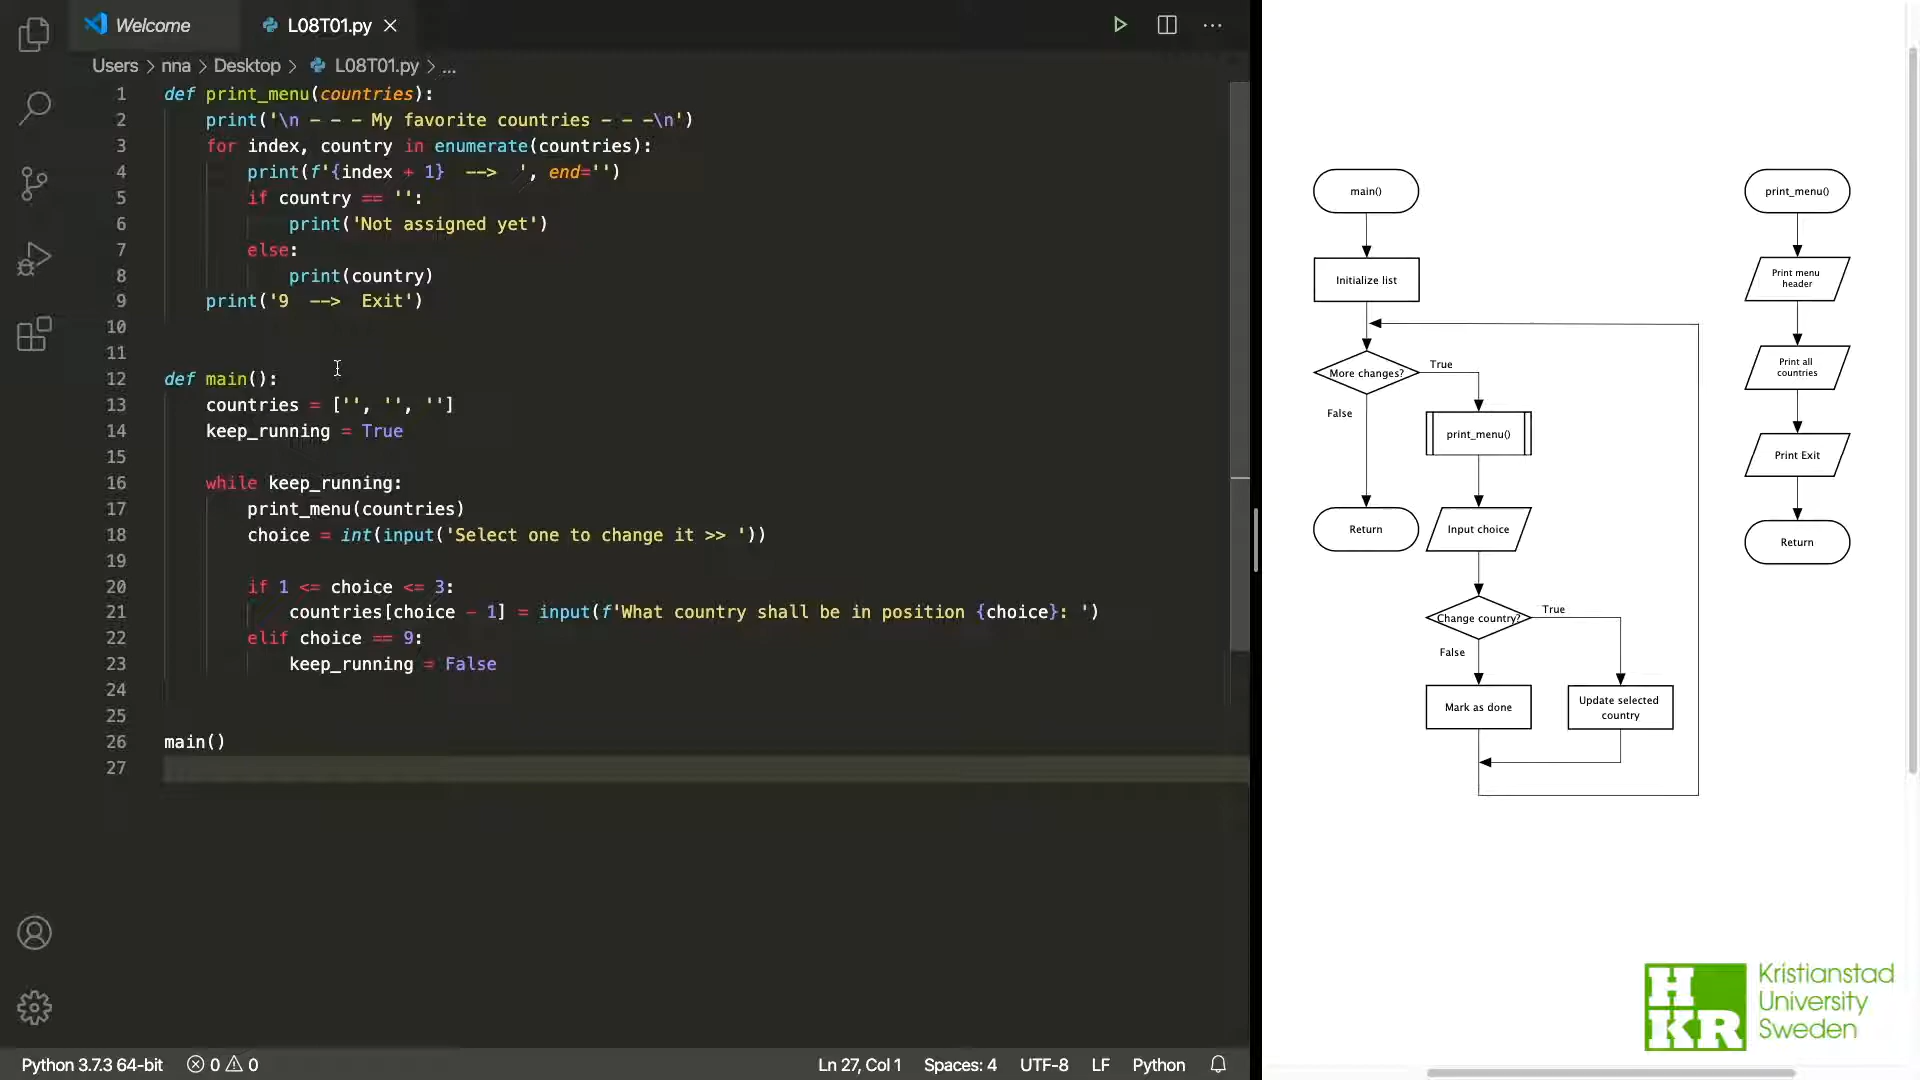 Welcome
L08T01.py
Users > nna > Desktop > L08T01.py > ...
1 def print_menu(countries):
2 print('\n - - - My favorite countries - - -\n')
3 for index, country in enumerate(countries):
4 print(f'{index + 1}  -->  ', end='')
5 if country == '':
6 print('Not assigned yet')
7 else:
8 print(country)
9 print('9  -->  Exit')
10
11
12 def main():
13 countries = ['', '', '']
14 keep_running = True
15
16 while keep_running:
17 print_menu(countries)
18 choice = int(input('Select one to change it >> '))
19
20 if 1 <= choice <= 3:
21 countries[choice - 1] = input(f'What country shall be in position {choice}: ')
22 elif choice == 9:
23 keep_running = False
24
25
26 main()
27
Python 3.7.3 64-bit
0
0
Ln 27, Col 1
Spaces: 4
UTF-8
LF
Python
main()
Initialize list
More changes?
True
False
print_menu()
Return
Input choice
Change country?
True
False
Mark as done
Update selected
country
print_menu()
Print menu
header
Print all
countries
Print Exit
Return
H
KR
Kristianstad
University
Sweden